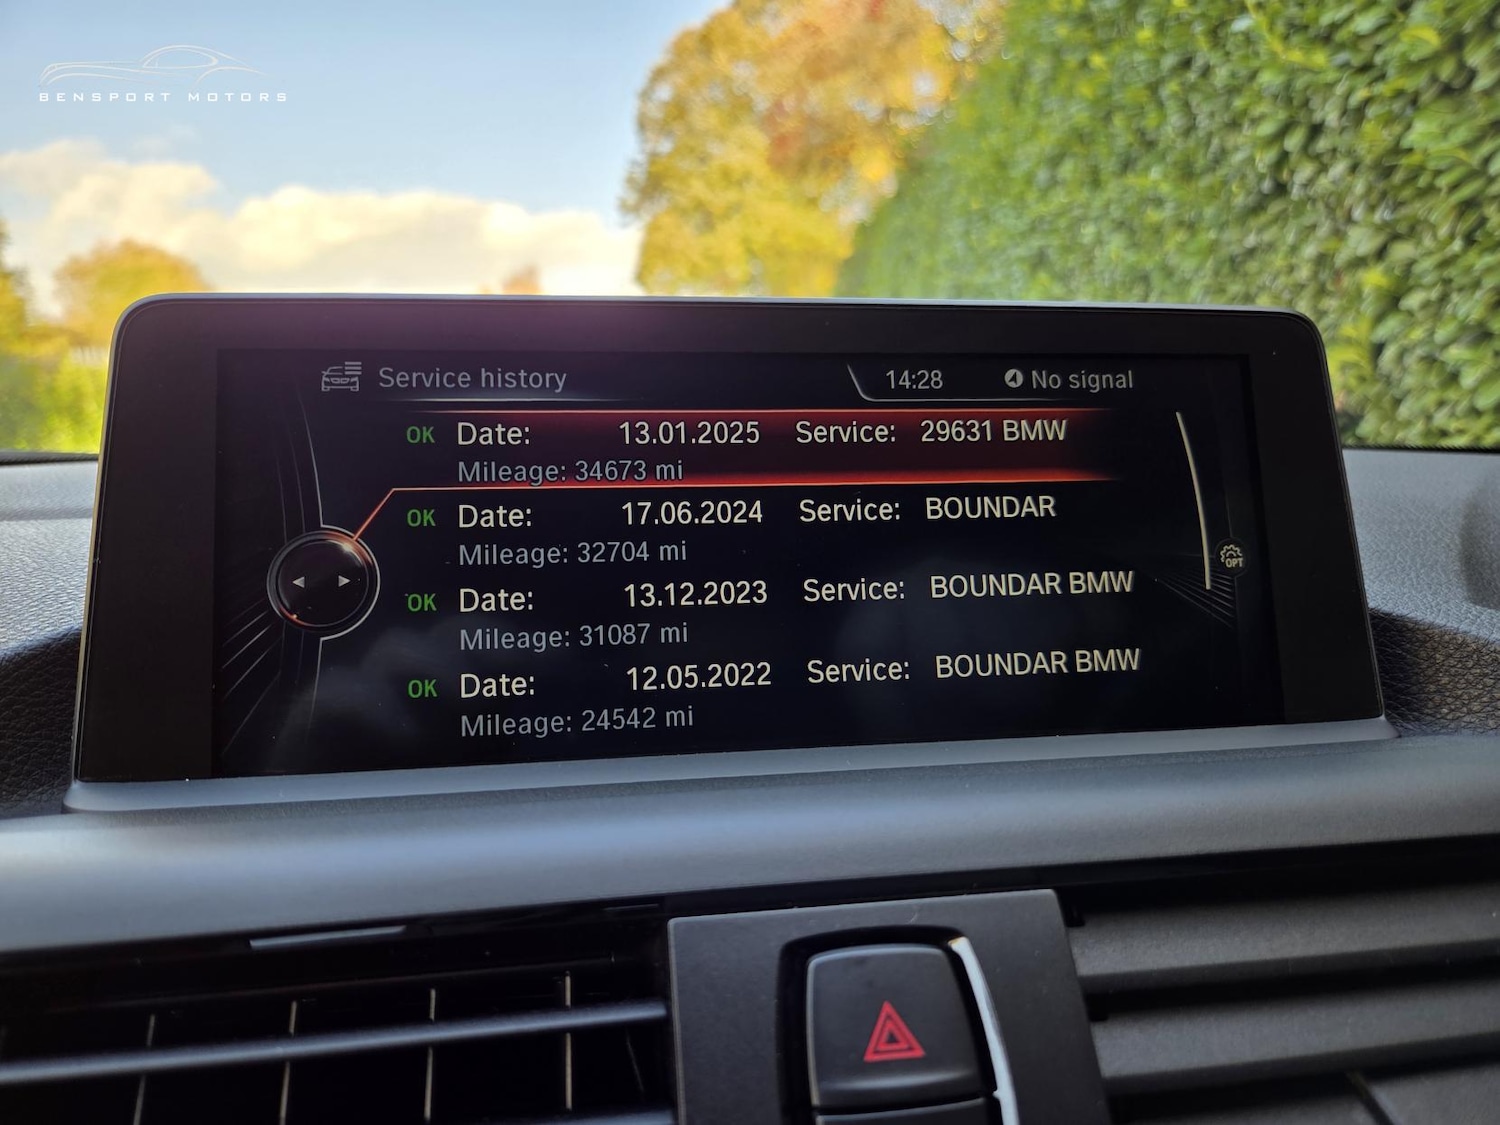 BENSPORT MOTORS
Service history 14:28 No signal
OK Date: 13.01.2025 Service: 29631 BMW
Mileage: 34673 mi
OK Date: 17.06.2024 Service: BOUNDAR
Mileage: 32704 mi
OK Date: 13.12.2023 Service: BOUNDAR BMW
Mileage: 31087 mi
OK Date: 12.05.2022 Service: BOUNDAR BMW
Mileage: 24542 mi
OPT